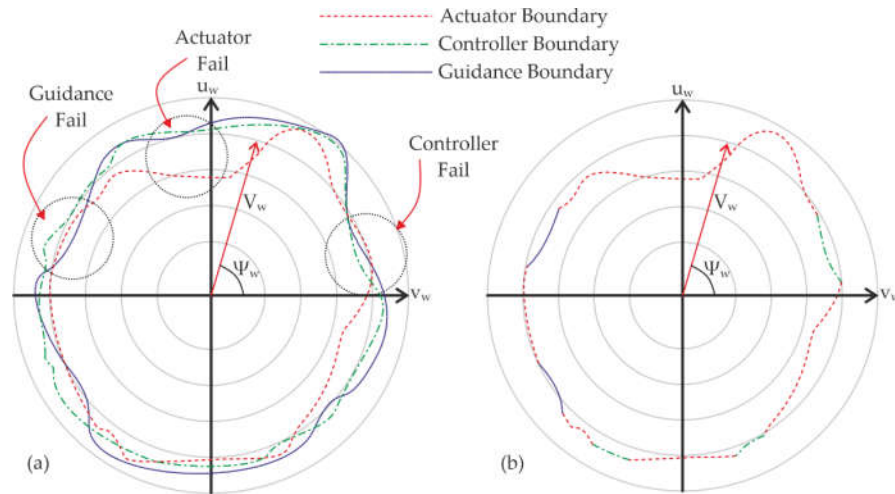 Actuator Boundary
Controller Boundary
Guidance Boundary
Actuator
Fail
Guidance
Fail
Controller
Fail
u_w
V_w
Ψ_w
v_w
(a)
u_w
V_w
Ψ_w
v_w
(b)